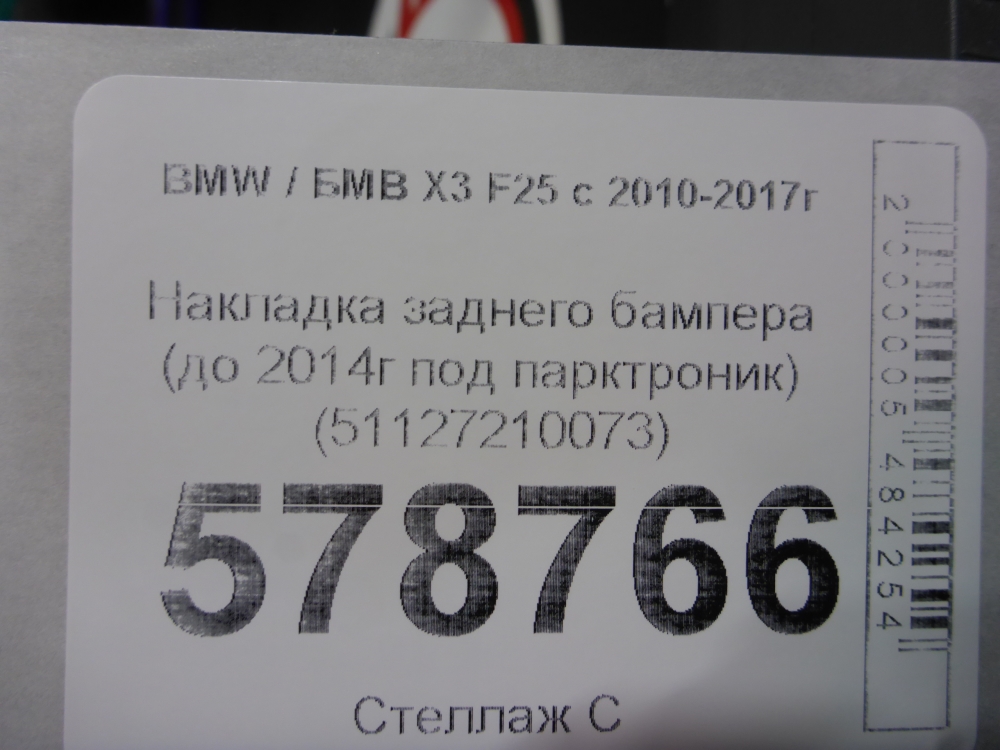 BMW / БМВ X3 F25 с 2010-2017г
Накладка заднего бампера
(до 2014г под парктроник)
(51127210073)
578766
Стеллаж С
2000005484254